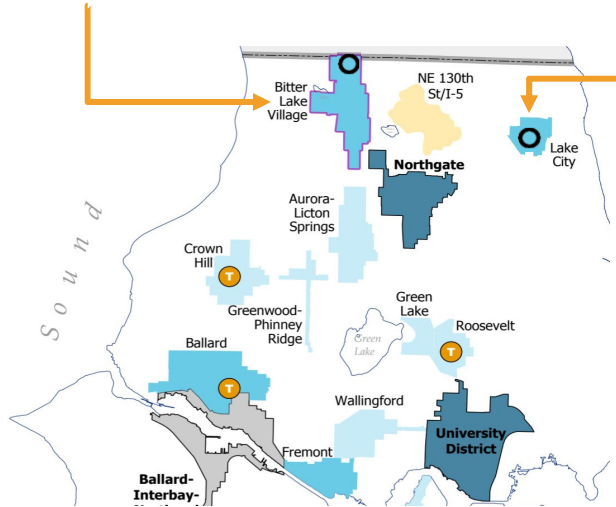 NE 130th
St/I-5
Bitter
Lake
Village
Lake
City
Northgate
Aurora-
Licton
Springs
Crown
Hill
T
Greenwood-
Phinney
Ridge
Green
Lake
Roosevelt
T
Green
Lake
Sound
Ballard
T
Wallingford
University
District
Fremont
Ballard-
Interbay-